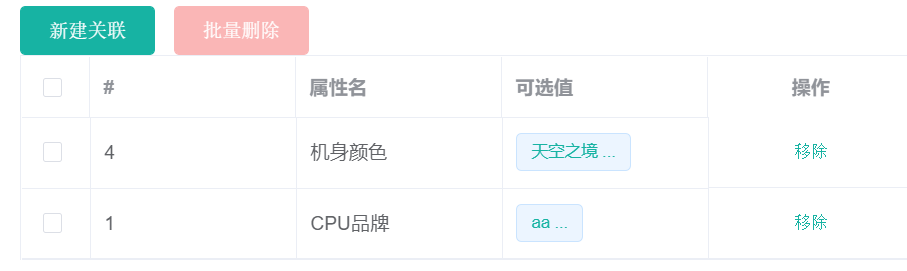 新建关联 批量删除
# 属性名 可选值 操作
4 机身颜色 天空之境 ... 移除
1 CPU品牌 aa ... 移除